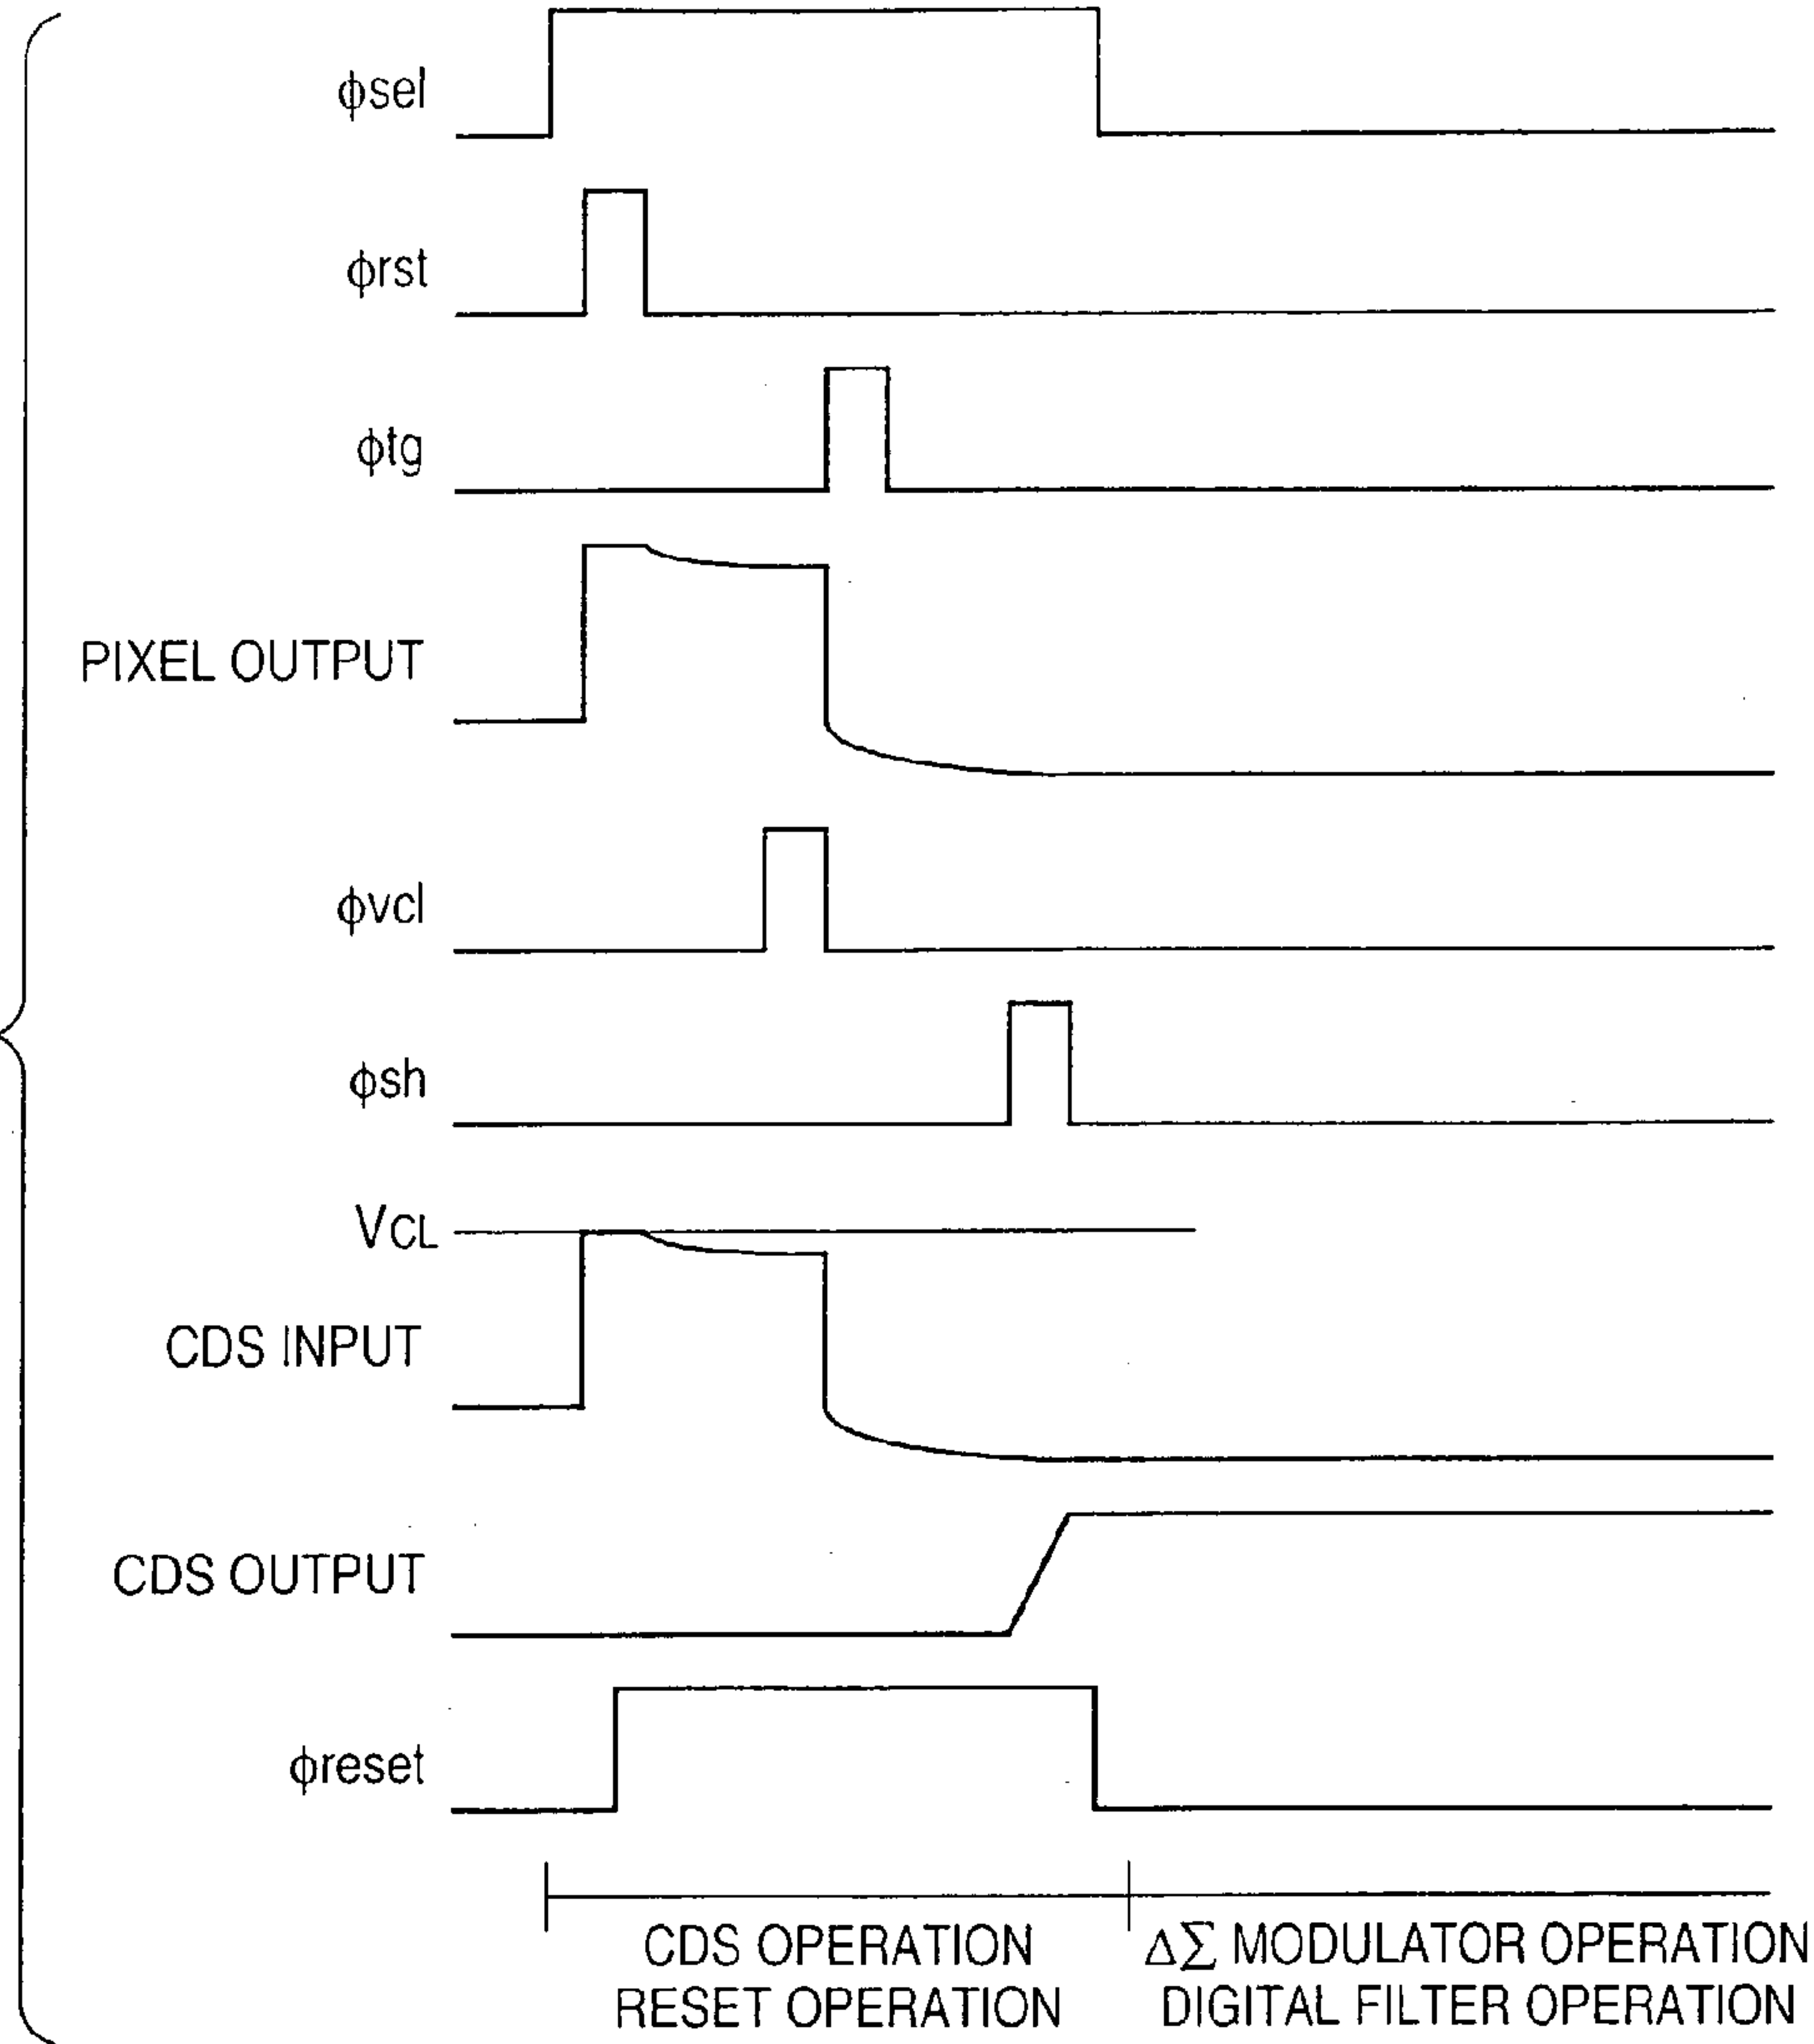 ϕsel
ϕrst
ϕtg
PIXEL OUTPUT
ϕvcl
ϕsh
VCL
CDS INPUT
CDS OUTPUT
ϕreset
CDS OPERATION
RESET OPERATION
ΔΣ MODULATOR OPERATION
DIGITAL FILTER OPERATION